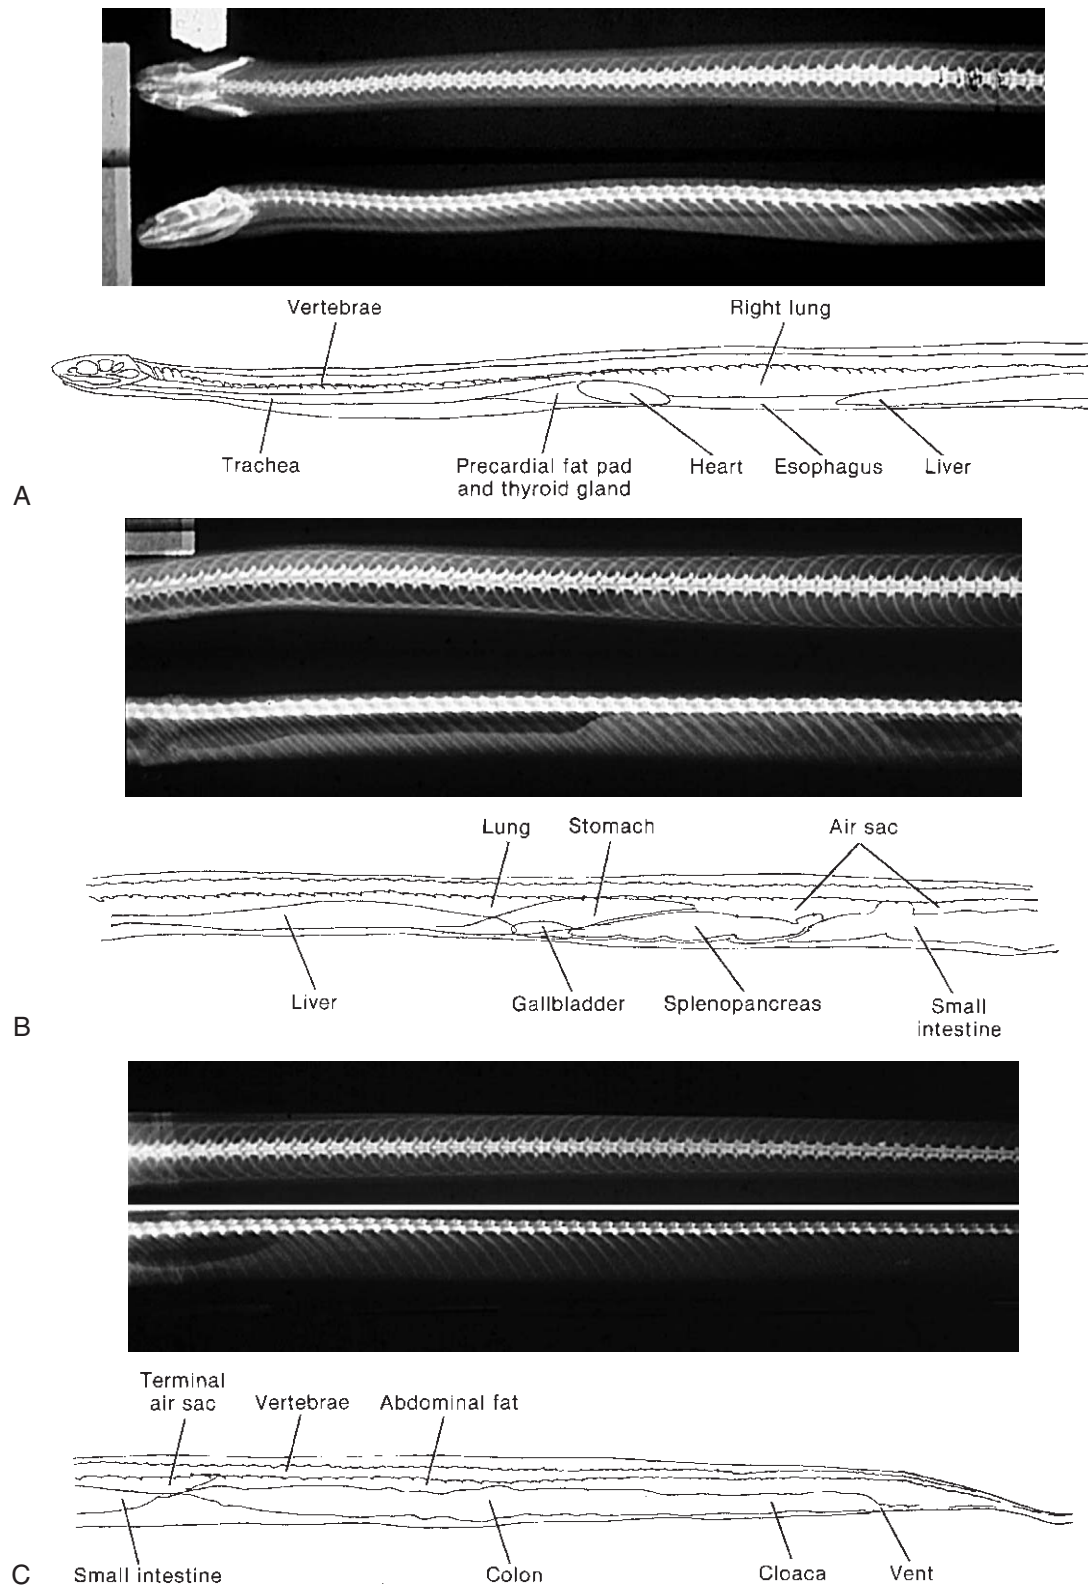 Vertebrae
Right lung
Trachea
Precardial fat pad
and thyroid gland
Heart
Esophagus
Liver
A
Lung
Stomach
Air sac
Liver
Gallbladder
Splenopancreas
Small
intestine
B
Terminal
air sac
Vertebrae
Abdominal fat
C
Small intestine
Colon
Cloaca
Vent